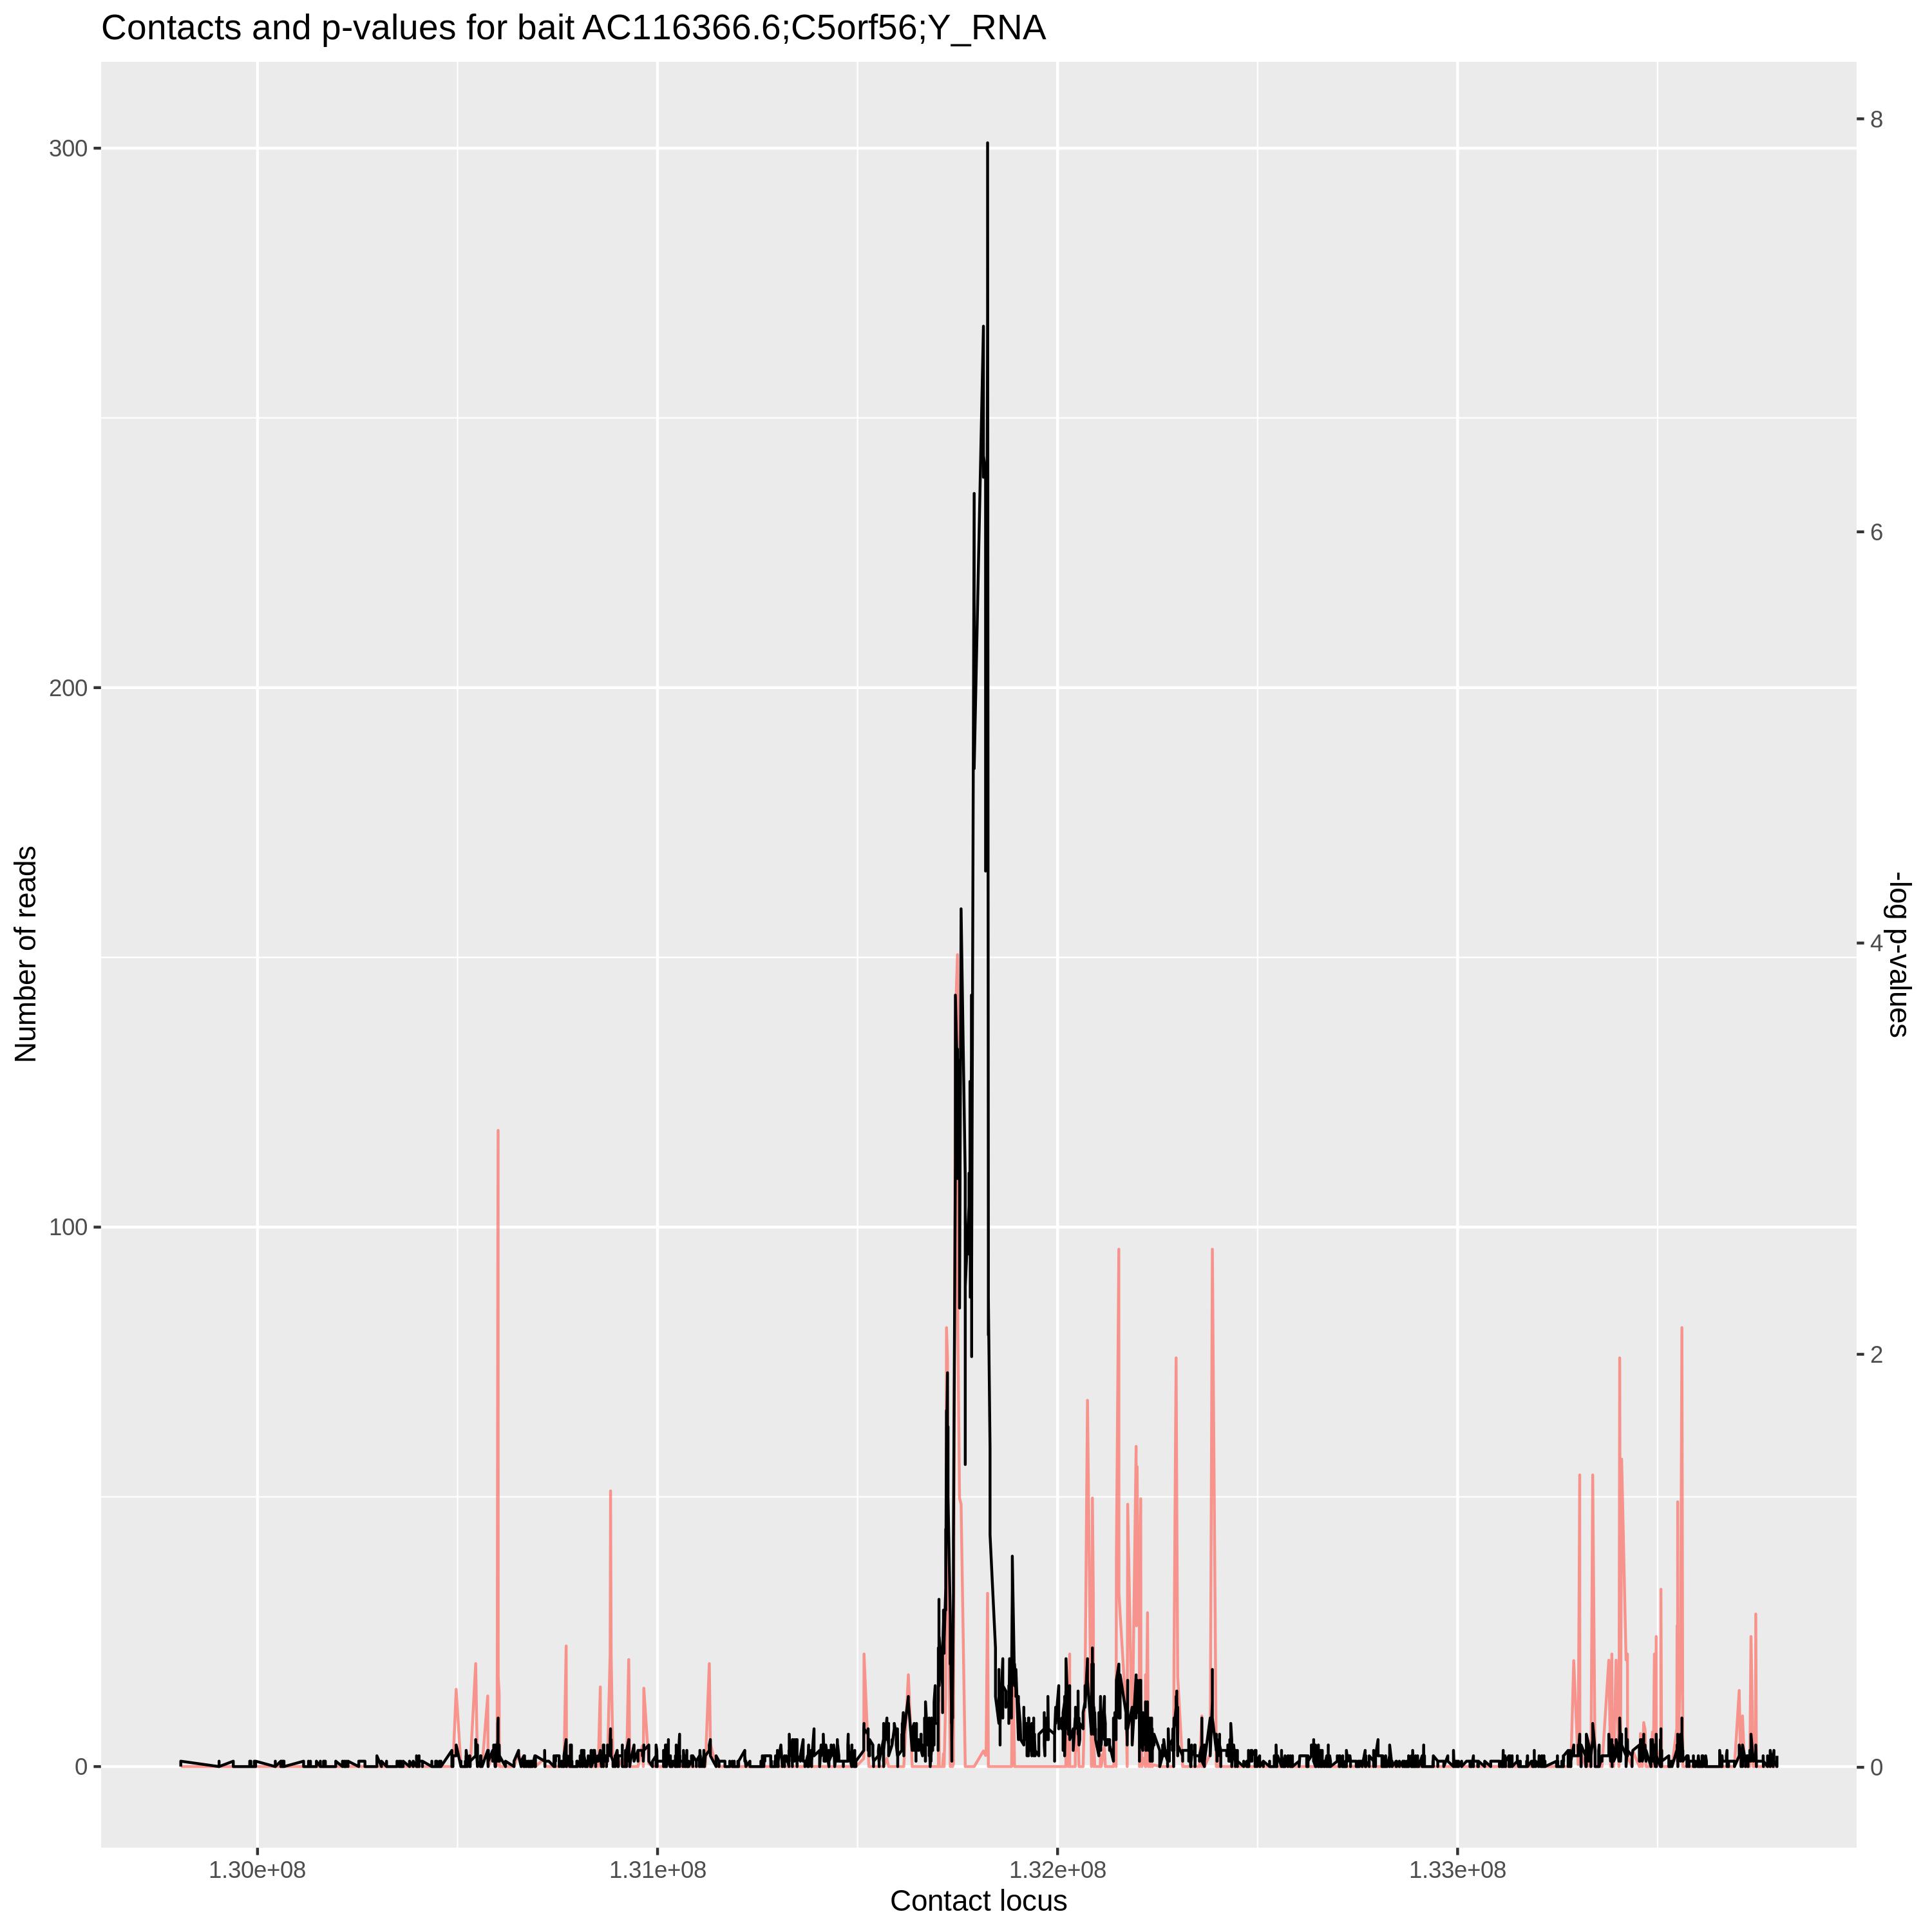 Contacts and p-values for bait AC116366.6;C5orf56;Y_RNA
300
200
100
0
Number of reads
8
6
4
2
0
-log p-values
1.30e+08
1.31e+08
1.32e+08
1.33e+08
Contact locus